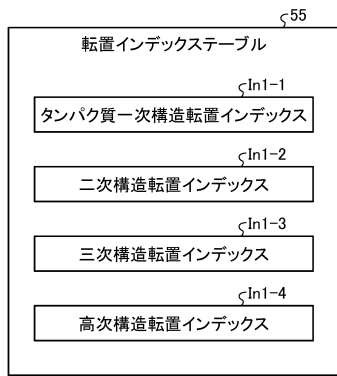 55
転置インデックステーブル
In1-1
タンパク質一次構造転置インデックス
In1-2
二次構造転置インデックス
In1-3
三次構造転置インデックス
In1-4
高次構造転置インデックス